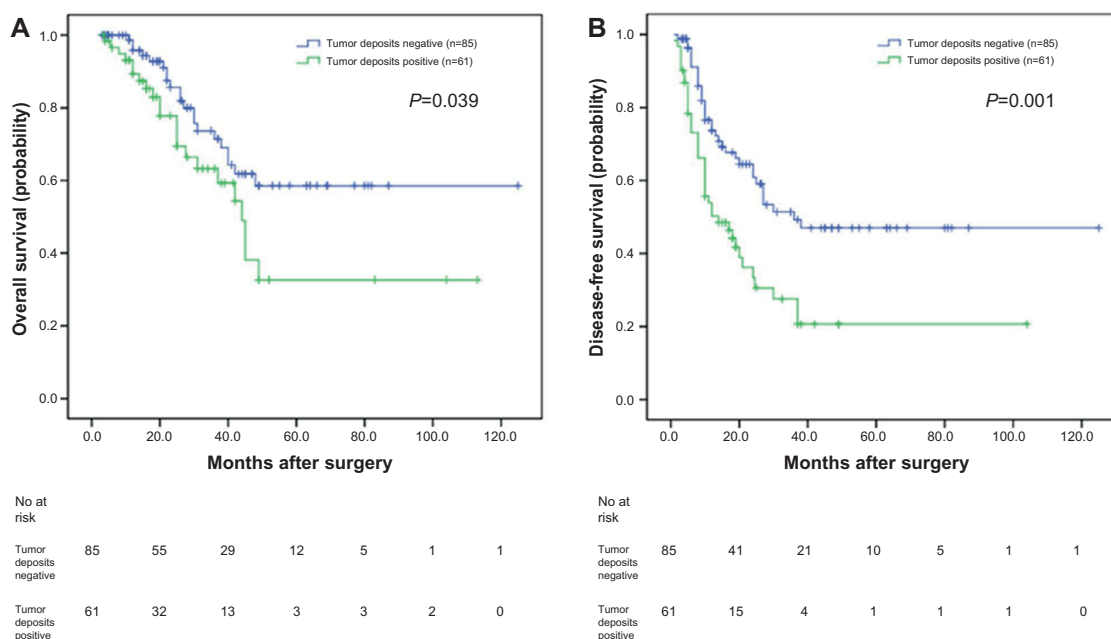 A
1.0
0.8
0.6
0.4
0.2
0.0
Overall survival (probability)
Tumor deposits negative (n=85)
Tumor deposits positive (n=61)
P=0.039
0.0 20.0 40.0 60.0 80.0 100.0 120.0
Months after surgery
No at
risk
Tumor
deposits
negative
85 55 29 12 5 1 1
Tumor
deposits
positive
61 32 13 3 3 2 0
B
1.0
0.8
0.6
0.4
0.2
0.0
Disease-free survival (probability)
Tumor deposits negative (n=85)
Tumor deposits positive (n=61)
P=0.001
0.0 20.0 40.0 60.0 80.0 100.0 120.0
Months after surgery
No at
risk
Tumor
deposits
negative
85 41 21 10 5 1 1
Tumor
deposits
positive
61 15 4 1 1 1 0